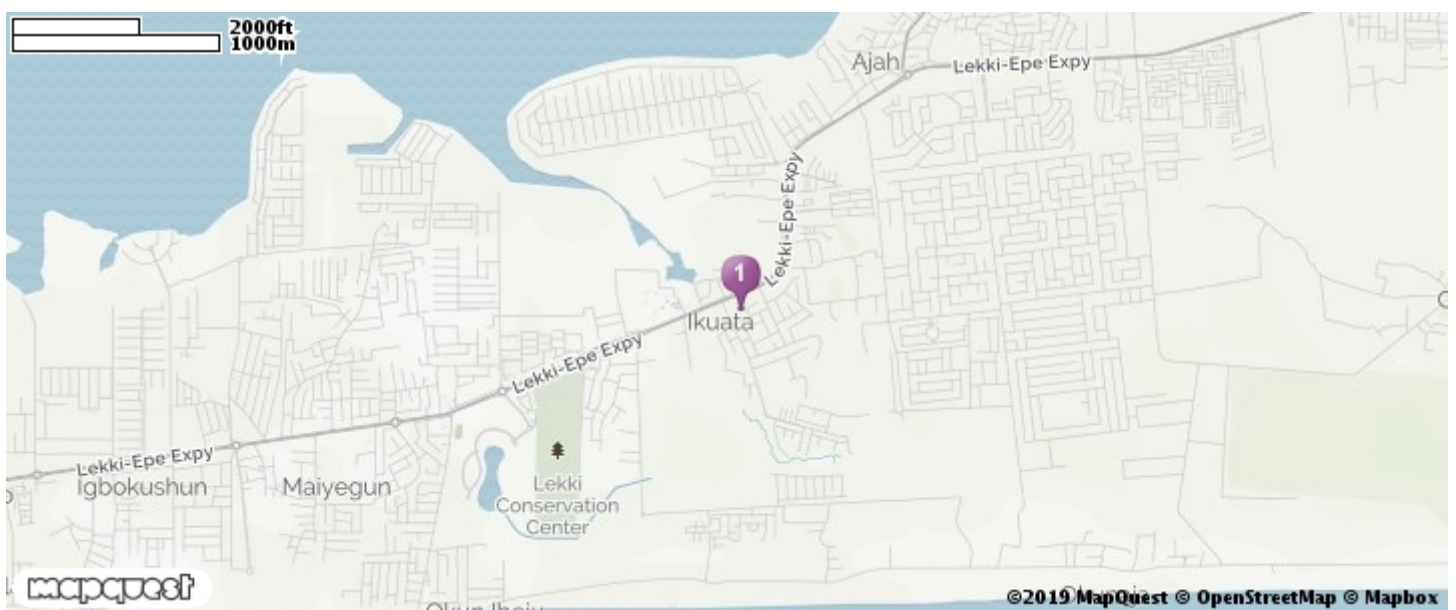 2000ft
1000m
Ajah
Lekki-Epe Expy
Lekki-Epe Expy
1
Ikuata
Lekki-Epe Expy
Lekki-Epe Expy
Igbokushun
Maiyegun
Lekki
Conservation
Center
mapquest
©2019 MapQuest © OpenStreetMap © Mapbox